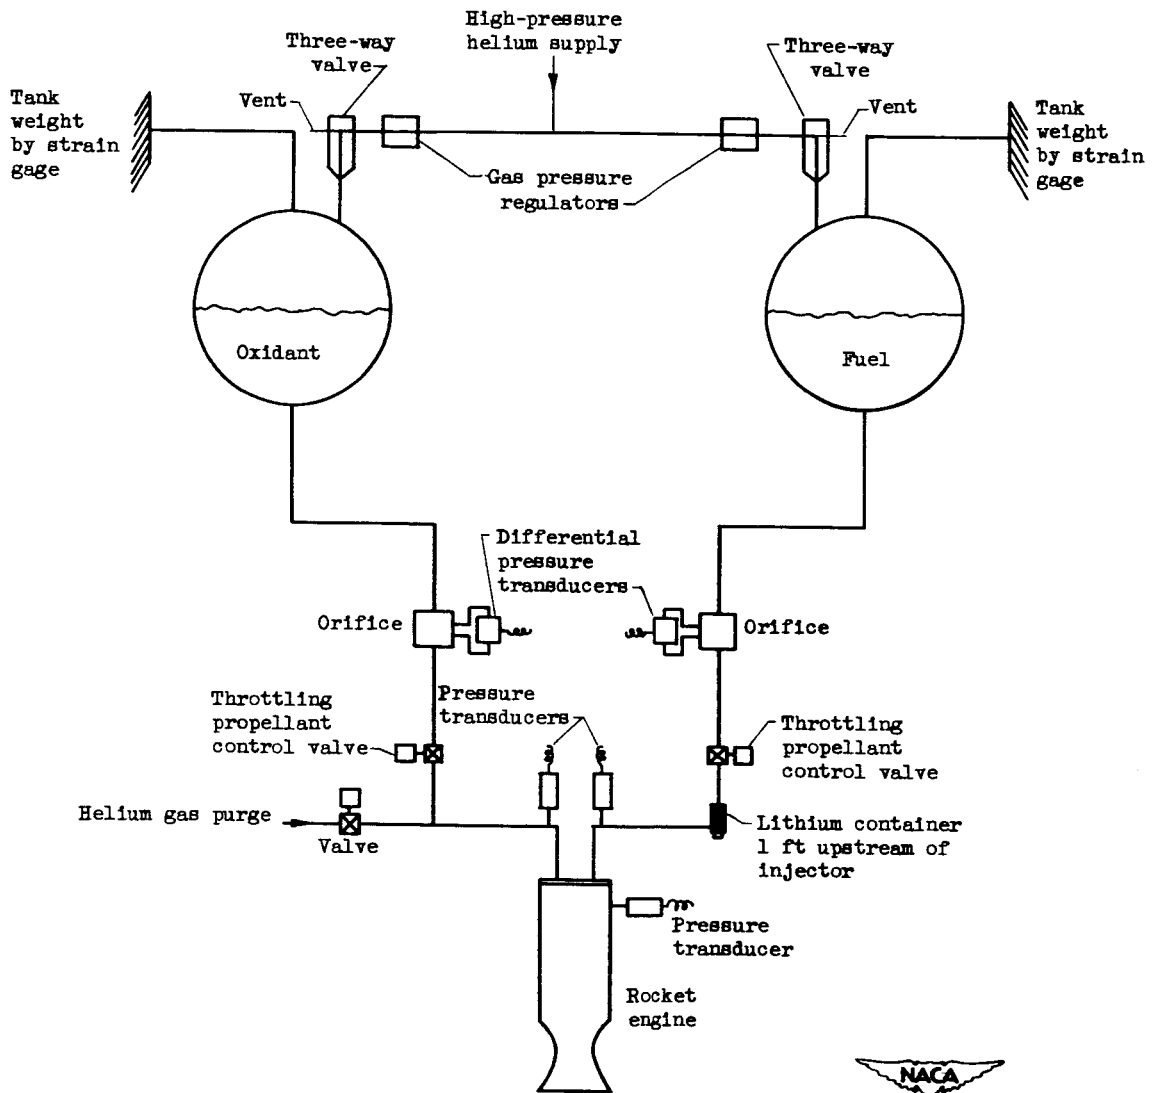 High-pressure
helium supply
Three-way
valve
Three-way
valve
Tank
weight
by strain
gage
Vent
Vent
Tank
weight
by strain
gage
Gas pressure
regulators
Oxidant
Fuel
Differential
pressure
transducers
Orifice
Orifice
Throttling
propellant
control valve
Pressure
transducers
Throttling
propellant
control valve
Helium gas purge
Valve
Lithium container
1 ft upstream of
injector
Pressure
transducer
Rocket
engine
NACA